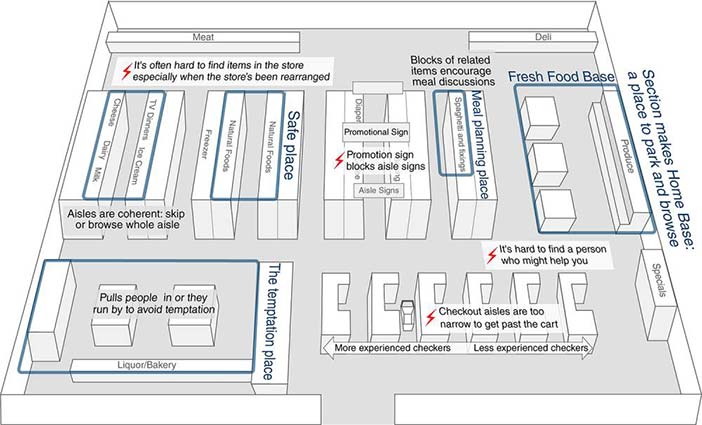 Meat
Deli
It's often hard to find items in the store
especially when the store's been rearranged
Blocks of related
items encourage
meal discussions
Fresh Food Base
Section makes Home Base:
a place to park and browse
Cheese
Dairy
Milk
TV Dinners
Ice Cream
Freezer
Natural Foods
Natural Foods
Safe place
Promotional Sign
Promotion sign
blocks aisle signs
Aisle Signs
Spaghetti and fixings
Meal planning place
Produce
Aisles are coherent: skip
or browse whole aisle
It's hard to find a person
who might help you
Specials
Pulls people in or they
run by to avoid temptation
The temptation place
Liquor/Bakery
Checkout aisles are too
narrow to get past the cart
More experienced checkers
Less experienced checkers